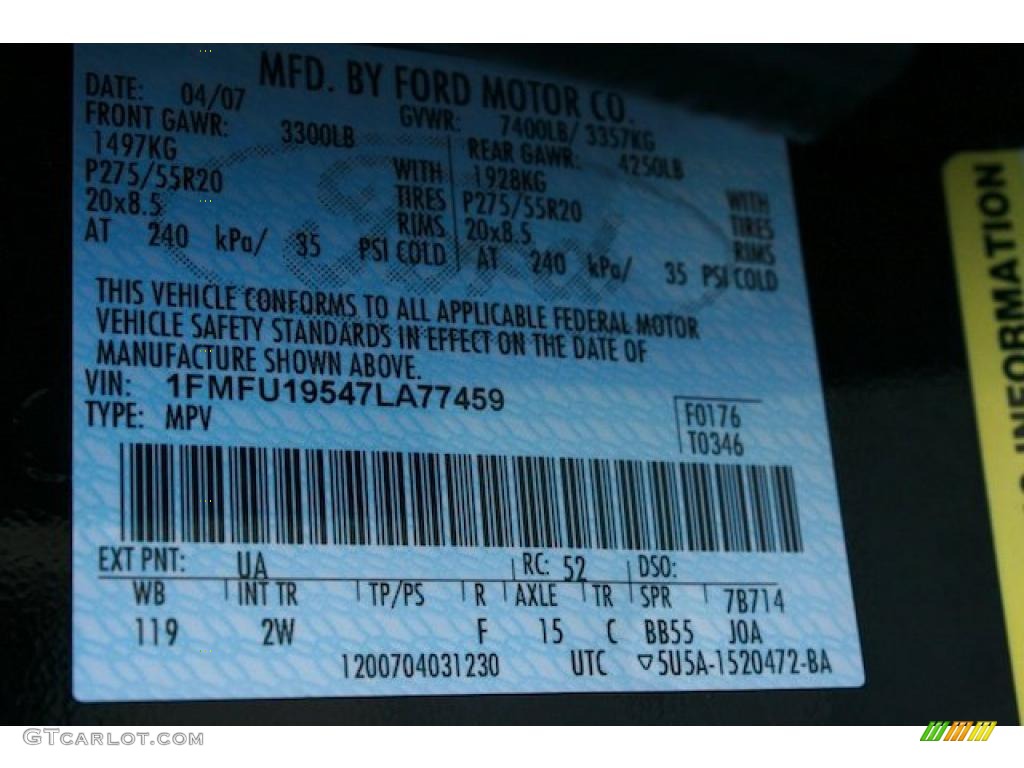 MFD. BY FORD MOTOR CO.
DATE: 04/07 GVWR: 7400LB/ 3357KG
FRONT GAWR: 3300LB REAR GAWR: 4250LB
1497KG WITH 1928KG WITH
P275/55R20 TIRES P275/55R20 TIRES
20x8.5 RIMS 20x8.5 RIMS
AT 240 kPa/ 35 PSI COLD AT 240 kPa/ 35 PSI COLD
THIS VEHICLE CONFORMS TO ALL APPLICABLE FEDERAL MOTOR
VEHICLE SAFETY STANDARDS IN EFFECT ON THE DATE OF
MANUFACTURE SHOWN ABOVE.
VIN: 1FMFU19547LA77459
TYPE: MPV
F0176
T0346
EXT PNT: UA RC: 52 DSO:
WB INT TR TP/PS R AXLE TR SPR 7B714
119 2W F 15 C BB55 JOA
1200704031230 UTC ▽5U5A-1520472-BA
INFORMATION
GTCARLOT.COM